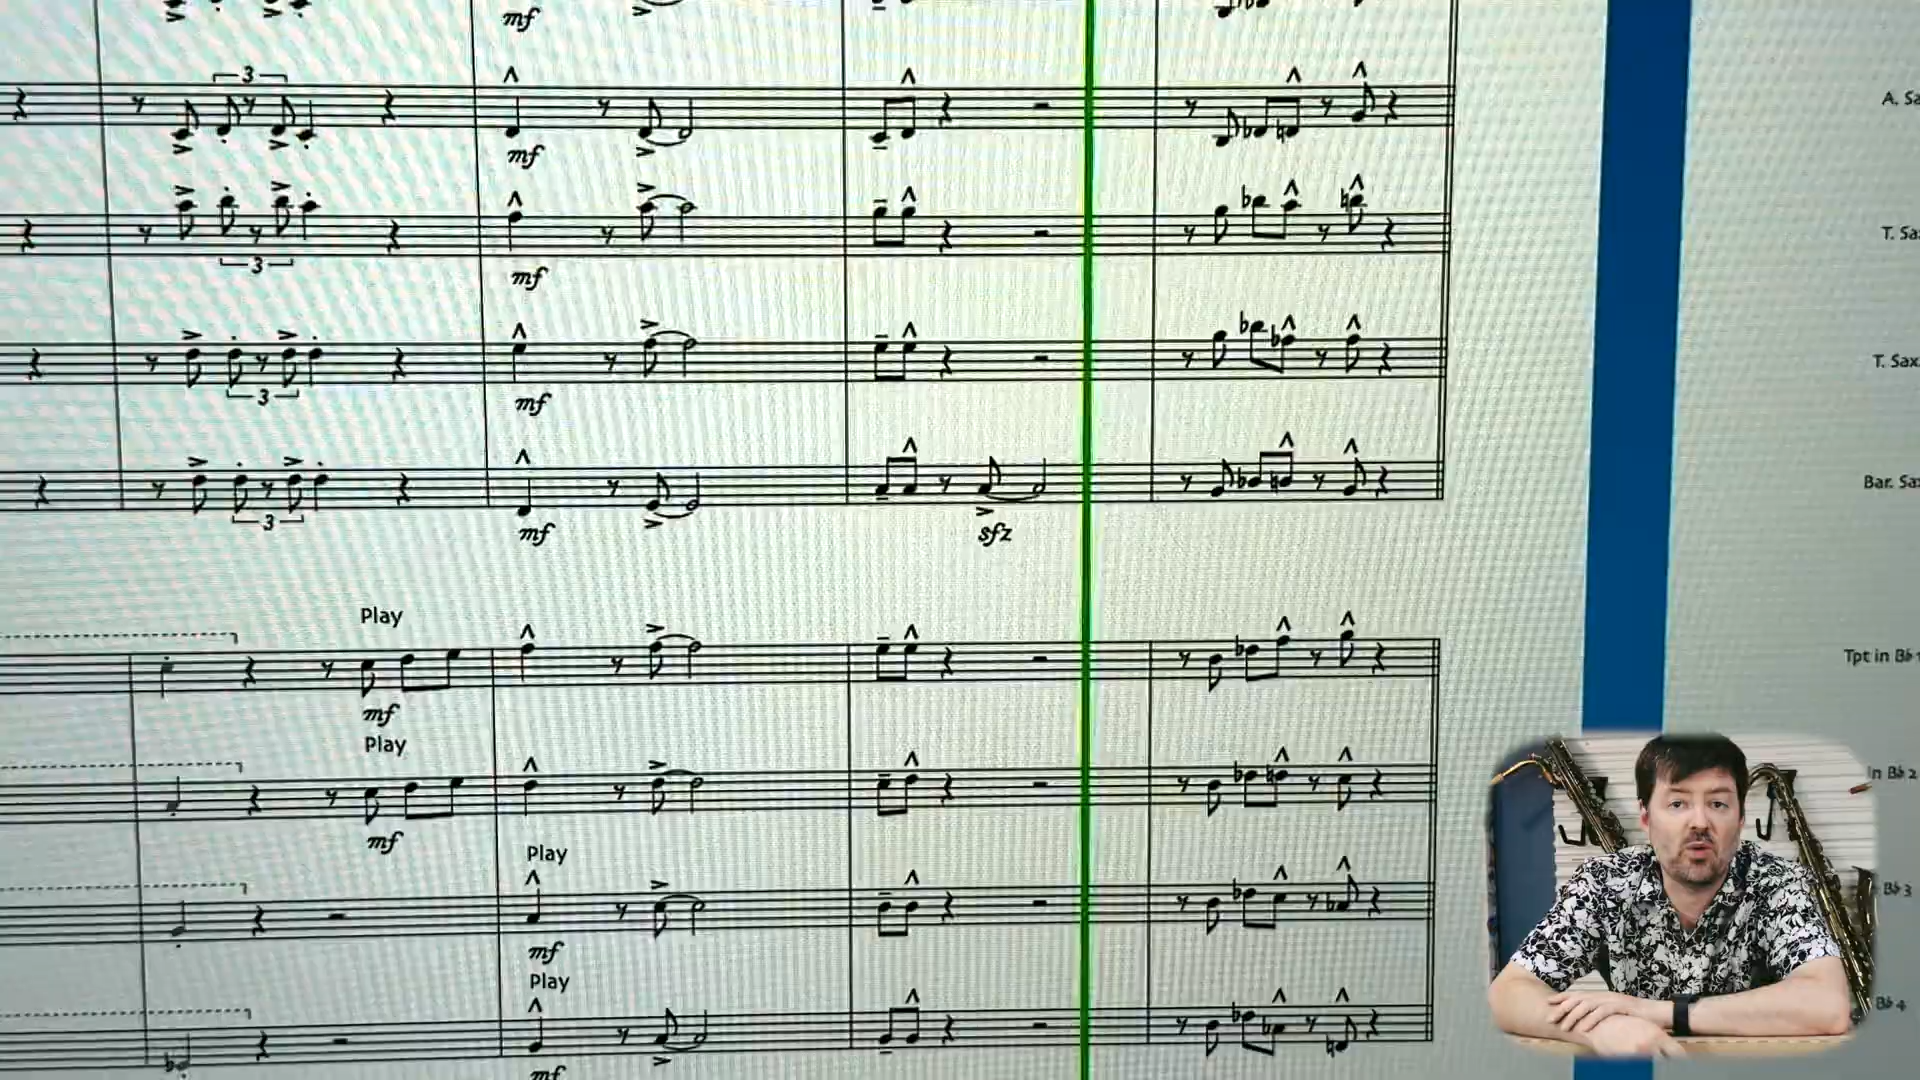 mf
3
A. Sa
mf
T. Sa
3
mf
T. Sax
3
mf
Bar. Sa
3
mf
sfz
Play
Tpt in B♭ 1
mf
Play
in B♭ 2
mf
Play
B♭ 3
mf
Play
B♭ 4
mf